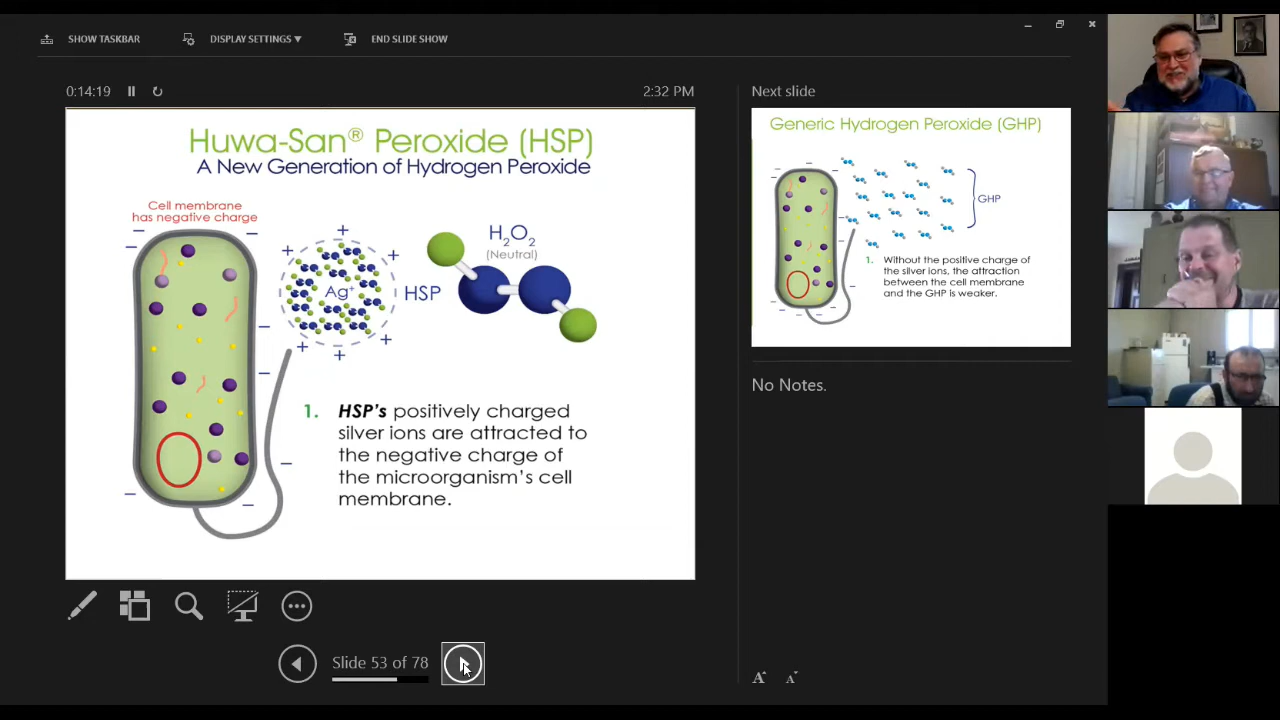 SHOW TASKBAR
DISPLAY SETTINGS ▼
END SLIDE SHOW
0:14:19
2:32 PM
Huwa-San® Peroxide (HSP)
A New Generation of Hydrogen Peroxide
Cell membrane
has negative charge
Ag⁺
HSP
H₂O₂
(Neutral)
1. HSP's positively charged
silver ions are attracted to
the negative charge of
the microorganism's cell
membrane.
Slide 53 of 78
Next slide
Generic Hydrogen Peroxide (GHP)
GHP
1. Without the positive charge of
the silver ions, the attraction
between the cell membrane
and the GHP is weaker.
No Notes.
A A